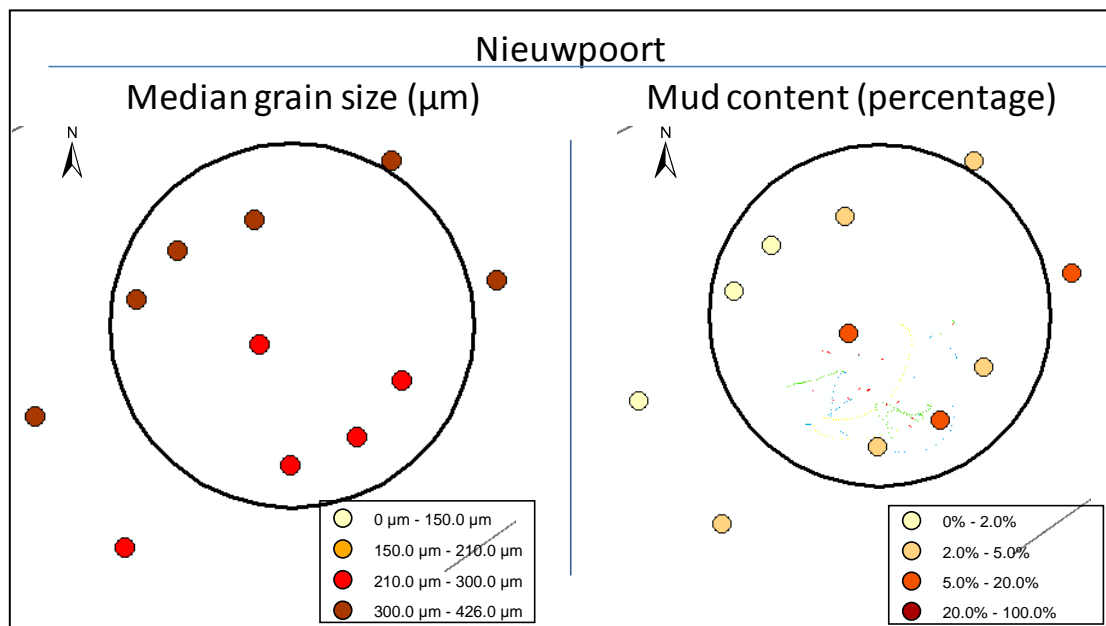 Nieuwpoort
Median grain size (µm)
N
0 µm - 150.0 µm
150.0 µm - 210.0 µm
210.0 µm - 300.0 µm
300.0 µm - 426.0 µm
Mud content (percentage)
N
0% - 2.0%
2.0% - 5.0%
5.0% - 20.0%
20.0% - 100.0%